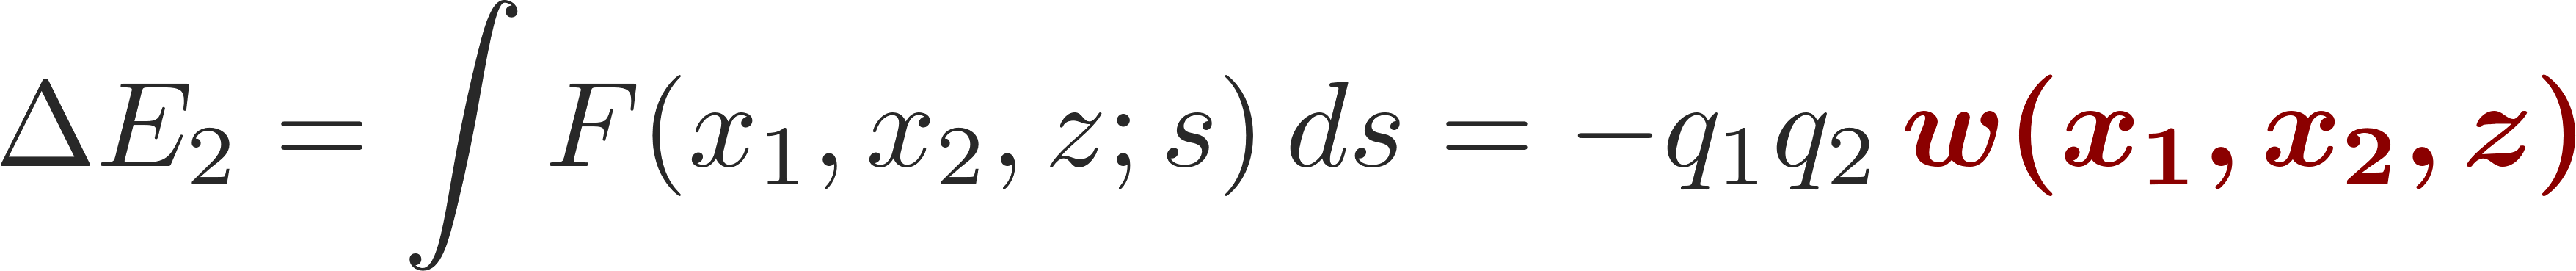 ΔE₂ = ∫ F(x₁, x₂, z; s) ds = −q₁q₂ w(x₁, x₂, z)